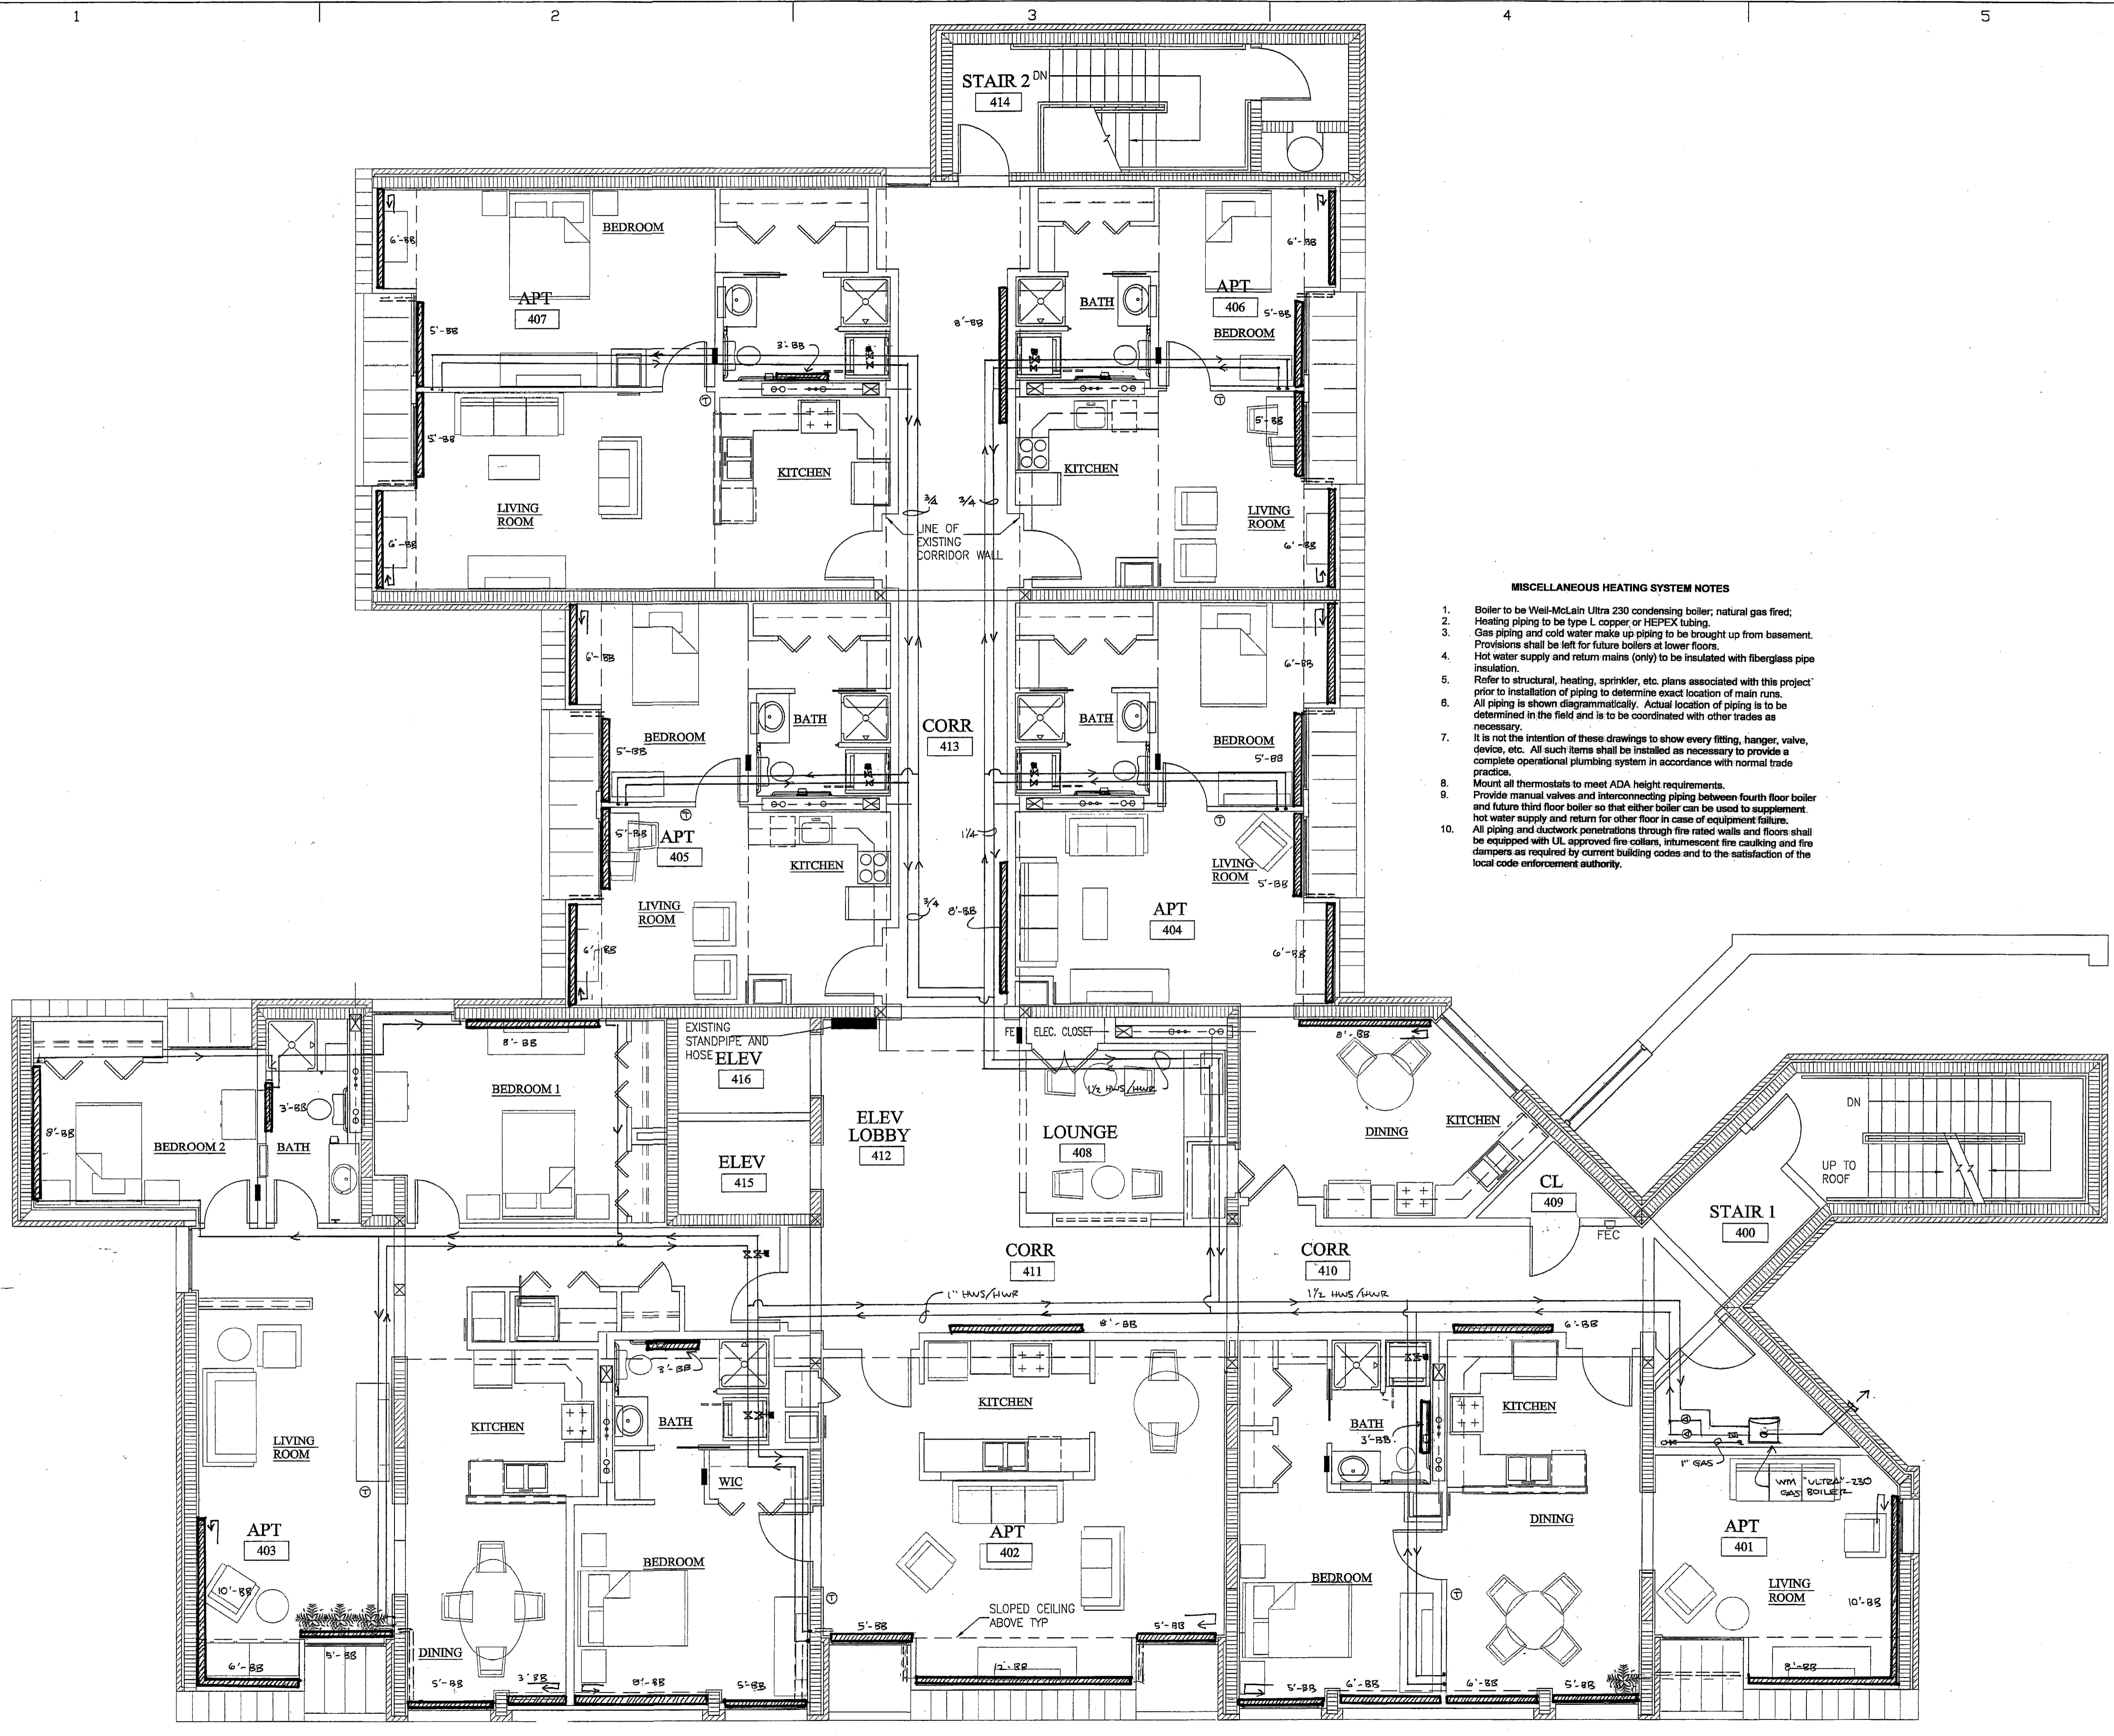 1 2 3 4 5
STAIR 2
DN
414
BEDROOM
6'-BB
6'-BB
APT
407
BATH
APT
406
5'-BB
8'-BB
5'-BB
BEDROOM
3'-BB
5'-BB
5'-BB
KITCHEN
KITCHEN
LIVING
ROOM
3/4
3/4
LIVING
ROOM
LINE OF
EXISTING
CORRIDOR WALL
6'-BB
6'-BB
MISCELLANEOUS HEATING SYSTEM NOTES
1. Boiler to be Weil-McLain Ultra 230 condensing boiler; natural gas fired;
2. Heating piping to be type L copper or HEPEX tubing.
3. Gas piping and cold water make up piping to be brought up from basement.
Provisions shall be left for future boilers at lower floors.
4. Hot water supply and return mains (only) to be insulated with fiberglass pipe
insulation.
5. Refer to structural, heating, sprinkler, etc. plans associated with this project
prior to installation of piping to determine exact location of main runs.
6. All piping is shown diagrammatically. Actual location of piping is to be
determined in the field and is to be coordinated with other trades as
necessary.
7. It is not the intention of these drawings to show every fitting, hanger, valve,
device, etc. All such items shall be installed as necessary to provide a
complete operational plumbing system in accordance with normal trade
practice.
8. Mount all thermostats to meet ADA height requirements.
9. Provide manual valves and interconnecting piping between fourth floor boiler
and future third floor boiler so that either boiler can be used to supplement
hot water supply and return for other floor in case of equipment failure.
10. All piping and ductwork penetrations through fire rated walls and floors shall
be equipped with UL approved fire collars, intumescent fire caulking and fire
dampers as required by current building codes and to the satisfaction of the
local code enforcement authority.
6'-BB
6'-BB
BATH
CORR
413
BATH
BEDROOM
BEDROOM
5'-BB
5'-BB
5'-BB
APT
405
KITCHEN
1 1/4
LIVING
ROOM
5'-BB
LIVING
ROOM
3/4
8'-BB
APT
404
6'-BB
6'-BB
EXISTING
STANDPIPE AND
HOSE
ELEV
416
FE
ELEC. CLOSET
8'-BB
8'-BB
BEDROOM 1
1 1/2 HWS/HWR
3'-BB
8'-BB
BEDROOM 2
BATH
ELEV
LOBBY
412
LOUNGE
408
DINING
KITCHEN
DN
ELEV
415
CL
409
UP TO
ROOF
STAIR 1
400
FEC
CORR
411
CORR
410
1" HWS/HWR
1 1/2 HWS/HWR
8'-BB
6'-BB
3'-BB
KITCHEN
BATH
KITCHEN
BATH
3'-BB
KITCHEN
LIVING
ROOM
WIC
1" GAS
WM "ULTRA"-230
GAS BOILER
APT
403
BEDROOM
APT
402
BEDROOM
DINING
APT
401
LIVING
ROOM
10'-BB
10'-BB
SLOPED CEILING
ABOVE TYP
5'-BB
5'-BB
DINING
6'-BB
5'-BB
12'-BB
8'-BB
5'-BB
3'BB
8'-BB
5'-BB
5'-BB
6'-BB
6'-BB
5'-BB
T
T
T
T
T
T
T